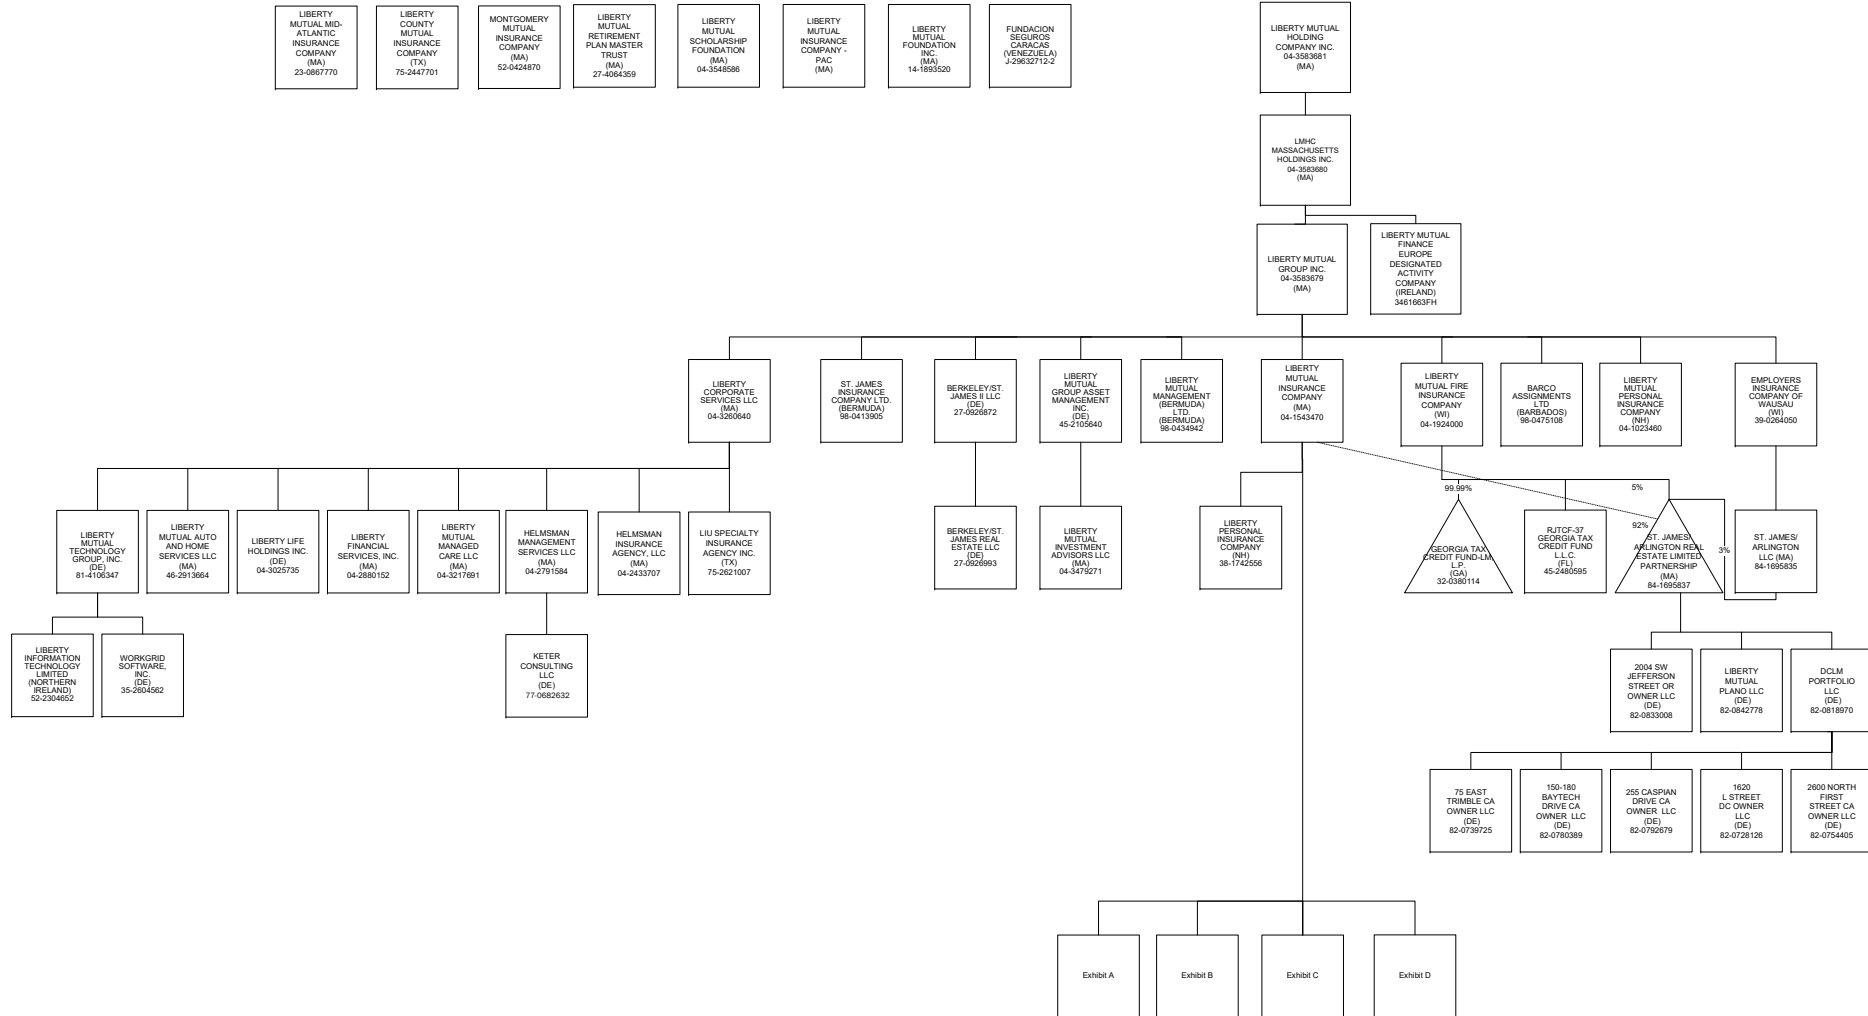 LIBERTY
MUTUAL MID-
ATLANTIC
INSURANCE
COMPANY
(MA)
23-0867770
LIBERTY
COUNTY
MUTUAL
INSURANCE
COMPANY
(TX)
75-2447701
MONTGOMERY
MUTUAL
INSURANCE
COMPANY
(MA)
52-0424870
LIBERTY
MUTUAL
RETIREMENT
PLAN MASTER
TRUST
(MA)
27-4064359
LIBERTY
MUTUAL
SCHOLARSHIP
FOUNDATION
(MA)
04-3548586
LIBERTY
MUTUAL
INSURANCE
COMPANY -
PAC
(MA)
LIBERTY
MUTUAL
FOUNDATION
INC.
(MA)
14-1893520
FUNDACION
SEGUROS
CARACAS
(VENEZUELA)
J-29632712-2
LIBERTY MUTUAL
HOLDING
COMPANY INC.
04-3583681
(MA)
LMHC
MASSACHUSETTS
HOLDINGS INC.
04-3583680
(MA)
LIBERTY MUTUAL
GROUP INC.
04-3583679
(MA)
LIBERTY MUTUAL
FINANCE
EUROPE
DESIGNATED
ACTIVITY
COMPANY
(IRELAND)
3461663FH
LIBERTY
CORPORATE
SERVICES LLC
(MA)
04-3260640
ST. JAMES
INSURANCE
COMPANY LTD.
(BERMUDA)
98-0413905
BERKELEY/ST.
JAMES II LLC
(DE)
27-0926872
LIBERTY
MUTUAL
GROUP ASSET
MANAGEMENT
INC.
(DE)
45-2105640
LIBERTY
MUTUAL
MANAGEMENT
(BERMUDA)
LTD.
(BERMUDA)
98-0434942
LIBERTY
MUTUAL
INSURANCE
COMPANY
(MA)
04-1543470
LIBERTY
MUTUAL FIRE
INSURANCE
COMPANY
(WI)
04-1924000
BARCO
ASSIGNMENTS
LTD
(BARBADOS)
98-0475108
LIBERTY
MUTUAL
PERSONAL
INSURANCE
COMPANY
(NH)
04-1023460
EMPLOYERS
INSURANCE
COMPANY OF
WAUSAU
(WI)
39-0264050
LIBERTY
MUTUAL
TECHNOLOGY
GROUP, INC.
(DE)
81-4106347
LIBERTY
MUTUAL AUTO
AND HOME
SERVICES LLC
(MA)
46-2913664
LIBERTY LIFE
HOLDINGS INC.
(DE)
04-3025735
LIBERTY
FINANCIAL
SERVICES, INC.
(MA)
04-2880152
LIBERTY
MUTUAL
MANAGED
CARE LLC
(MA)
04-3217691
HELMSMAN
MANAGEMENT
SERVICES LLC
(MA)
04-2791584
HELMSMAN
INSURANCE
AGENCY, LLC
(MA)
04-2433707
LIU SPECIALTY
INSURANCE
AGENCY INC.
(TX)
75-2621007
BERKELEY/ST.
JAMES REAL
ESTATE LLC
(DE)
27-0926993
LIBERTY
MUTUAL
INVESTMENT
ADVISORS LLC
(MA)
04-3479271
LIBERTY
PERSONAL
INSURANCE
COMPANY
(NH)
38-1742556
99.99%
GEORGIA TAX
CREDIT FUND-LM,
L.P.
(GA)
32-0380114
RJTCF-37
GEORGIA TAX
CREDIT FUND
L.L.C.
(FL)
45-2480595
5%
92%
3%
ST. JAMES/
ARLINGTON REAL
ESTATE LIMITED
PARTNERSHIP
(MA)
84-1695837
ST. JAMES/
ARLINGTON
LLC (MA)
84-1695835
LIBERTY
INFORMATION
TECHNOLOGY
LIMITED
(NORTHERN
IRELAND)
52-2304652
WORKGRID
SOFTWARE,
INC.
(DE)
35-2604562
KETER
CONSULTING
LLC
(DE)
77-0682632
2004 SW
JEFFERSON
STREET OR
OWNER LLC
(DE)
82-0833008
LIBERTY
MUTUAL
PLANO LLC
(DE)
82-0842778
DCLM
PORTFOLIO
LLC
(DE)
82-0818970
75 EAST
TRIMBLE CA
OWNER LLC
(DE)
82-0739725
150-180
BAYTECH
DRIVE CA
OWNER LLC
(DE)
82-0780389
255 CASPIAN
DRIVE CA
OWNER LLC
(DE)
82-0792679
1620
L STREET
DC OWNER
LLC
(DE)
82-0728126
2600 NORTH
FIRST
STREET CA
OWNER LLC
(DE)
82-0754405
Exhibit A
Exhibit B
Exhibit C
Exhibit D